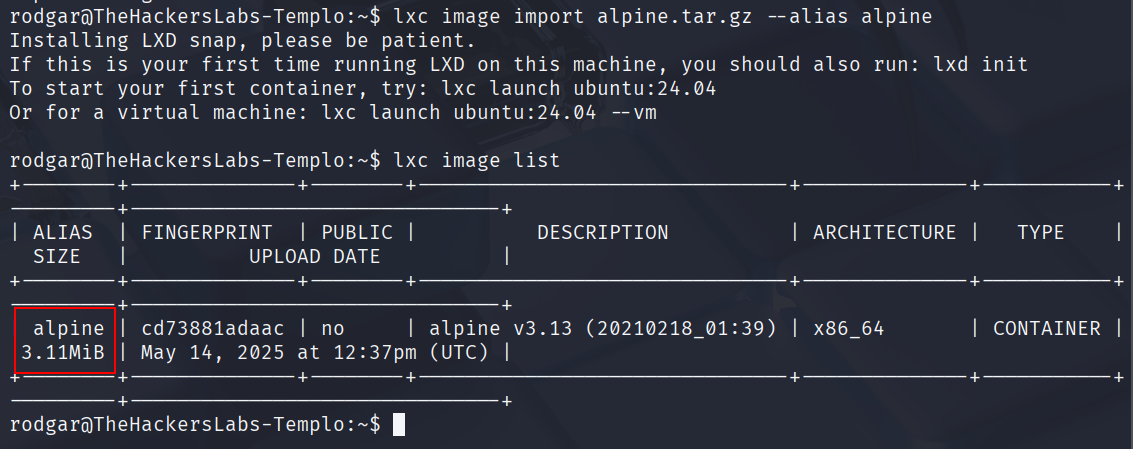 rodgar@TheHackersLabs-Templo:~$ lxc image import alpine.tar.gz --alias alpine
Installing LXD snap, please be patient.
If this is your first time running LXD on this machine, you should also run: lxd init
To start your first container, try: lxc launch ubuntu:24.04
Or for a virtual machine: lxc launch ubuntu:24.04 --vm
rodgar@TheHackersLabs-Templo:~$ lxc image list
+---------+----------------+---------+-------------------------------------+----------------+-------------+
---------+-----------------------------------+
| ALIAS | FINGERPRINT | PUBLIC | DESCRIPTION | ARCHITECTURE | TYPE |
SIZE | UPLOAD DATE |
+---------+----------------+---------+-------------------------------------+----------------+-------------+
---------+-----------------------------------+
alpine | cd73881adaac | no | alpine v3.13 (20210218_01:39) | x86_64 | CONTAINER |
3.11MiB | May 14, 2025 at 12:37pm (UTC) |
+---------+----------------+---------+-------------------------------------+----------------+-------------+
---------+-----------------------------------+
rodgar@TheHackersLabs-Templo:~$